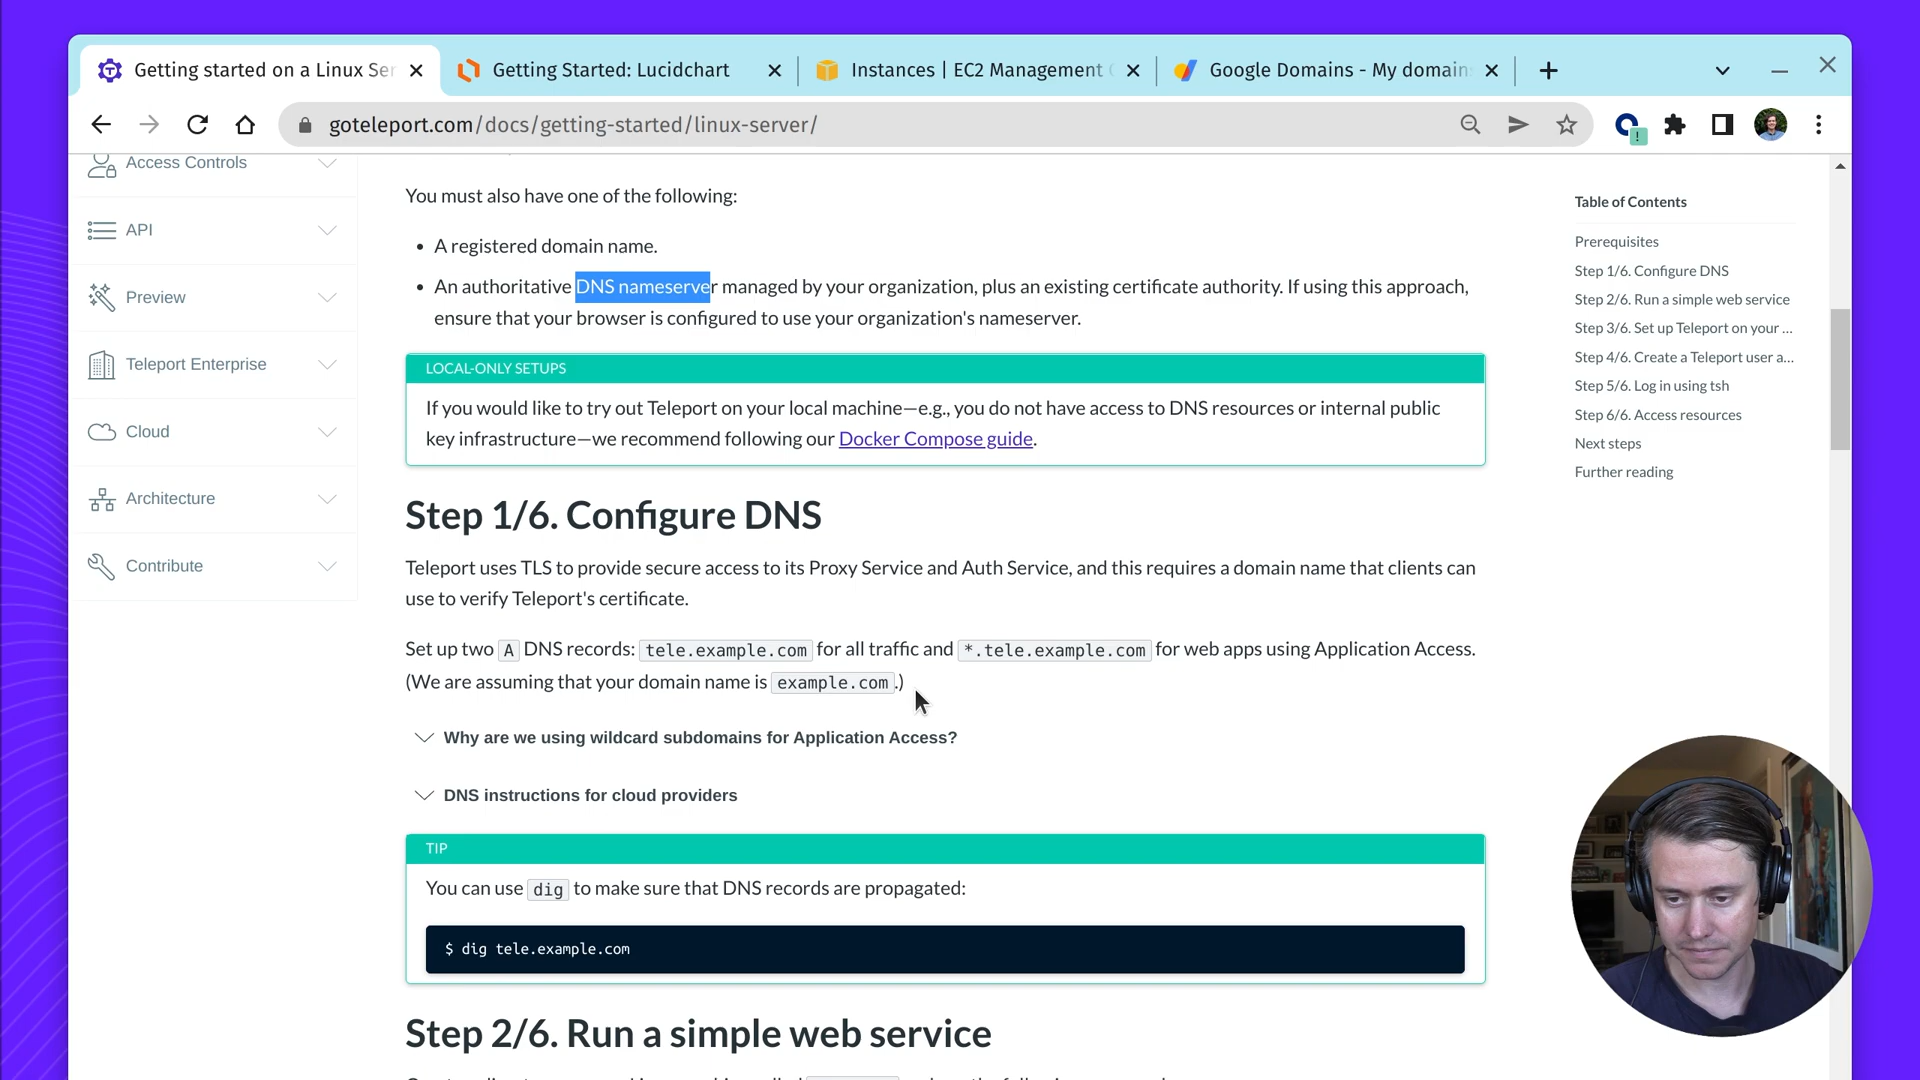 Getting started on a Linux Ser
Getting Started: Lucidchart
Instances | EC2 Management
Google Domains - My domain
goteleport.com/docs/getting-started/linux-server/
Access Controls
API
Preview
Teleport Enterprise
Cloud
Architecture
Contribute
You must also have one of the following:
• A registered domain name.
• An authoritative DNS nameserver managed by your organization, plus an existing certificate authority. If using this approach,
ensure that your browser is configured to use your organization's nameserver.
LOCAL-ONLY SETUPS
If you would like to try out Teleport on your local machine—e.g., you do not have access to DNS resources or internal public
key infrastructure—we recommend following our Docker Compose guide.
Step 1/6. Configure DNS
Teleport uses TLS to provide secure access to its Proxy Service and Auth Service, and this requires a domain name that clients can
use to verify Teleport's certificate.
Set up two A DNS records: tele.example.com for all traffic and *.tele.example.com for web apps using Application Access.
(We are assuming that your domain name is example.com.)
Why are we using wildcard subdomains for Application Access?
DNS instructions for cloud providers
TIP
You can use dig to make sure that DNS records are propagated:
$ dig tele.example.com
Step 2/6. Run a simple web service
Table of Contents
Prerequisites
Step 1/6. Configure DNS
Step 2/6. Run a simple web service
Step 3/6. Set up Teleport on your ...
Step 4/6. Create a Teleport user a...
Step 5/6. Log in using tsh
Step 6/6. Access resources
Next steps
Further reading